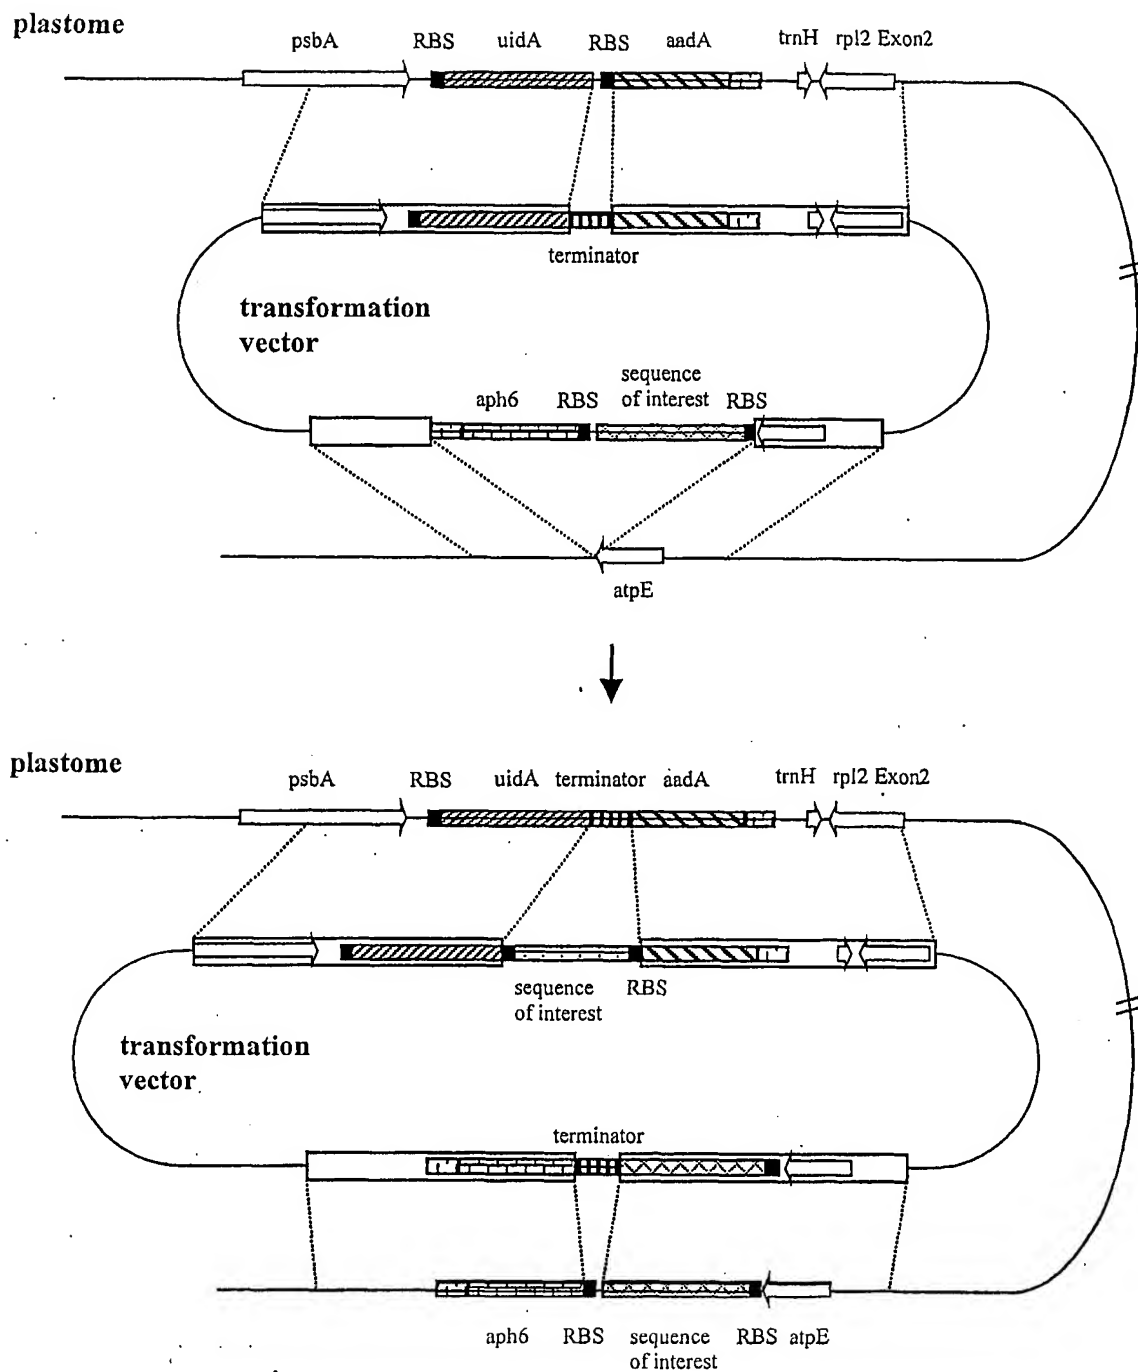 plastome
psbA RBS uidA RBS aadA trnH rpl2 Exon2
terminator
transformation
vector
aph6 RBS sequence of interest RBS
atpE
plastome
psbA RBS uidA terminator aadA trnH rpl2 Exon2
sequence of interest RBS
transformation
vector
terminator
aph6 RBS sequence of interest RBS atpE